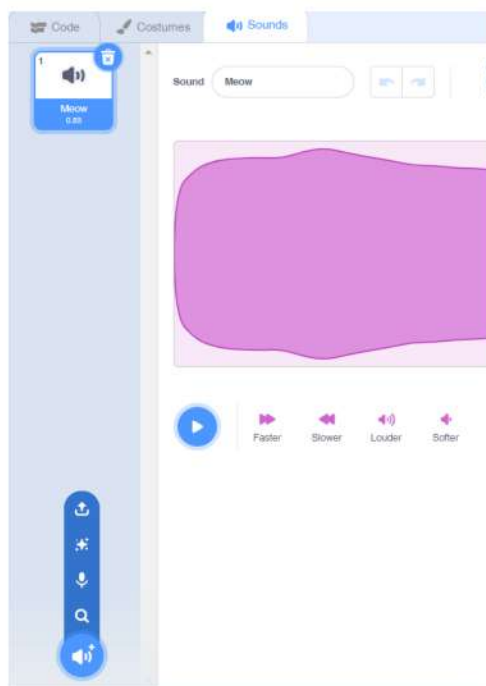 Code
Costumes
Sounds
1
Meow
0.85
Sound
Meow
Faster
Slower
Louder
Softer